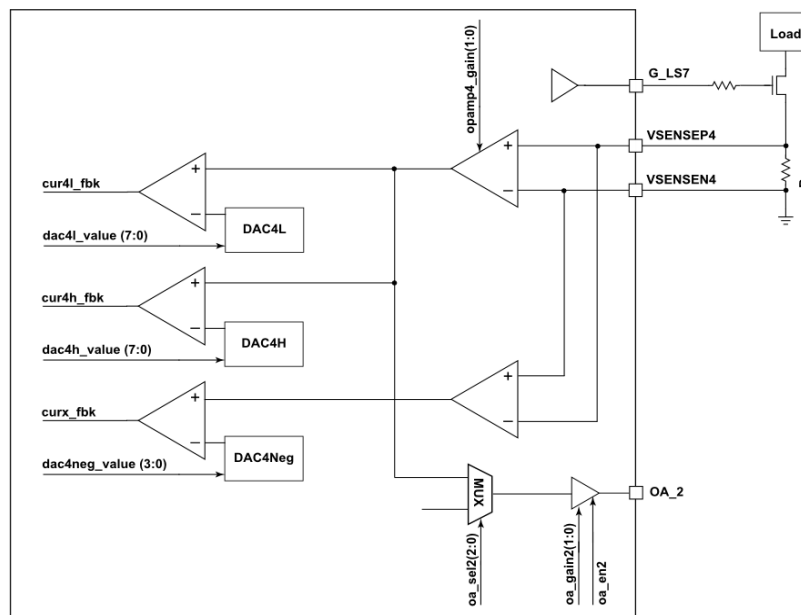 Load
opamp4_gain(1:0)
G_LS7
VSENSEP4
+
+
cur4l_fbk
VSENSEN4
−
−
DAC4L
dac4l_value (7:0)
+
cur4h_fbk
−
DAC4H
dac4h_value (7:0)
+
+
curx_fbk
−
−
DAC4Neg
dac4neg_value (3:0)
MUX
OA_2
oa_sel2(2:0)
oa_gain2(1:0)
oa_en2